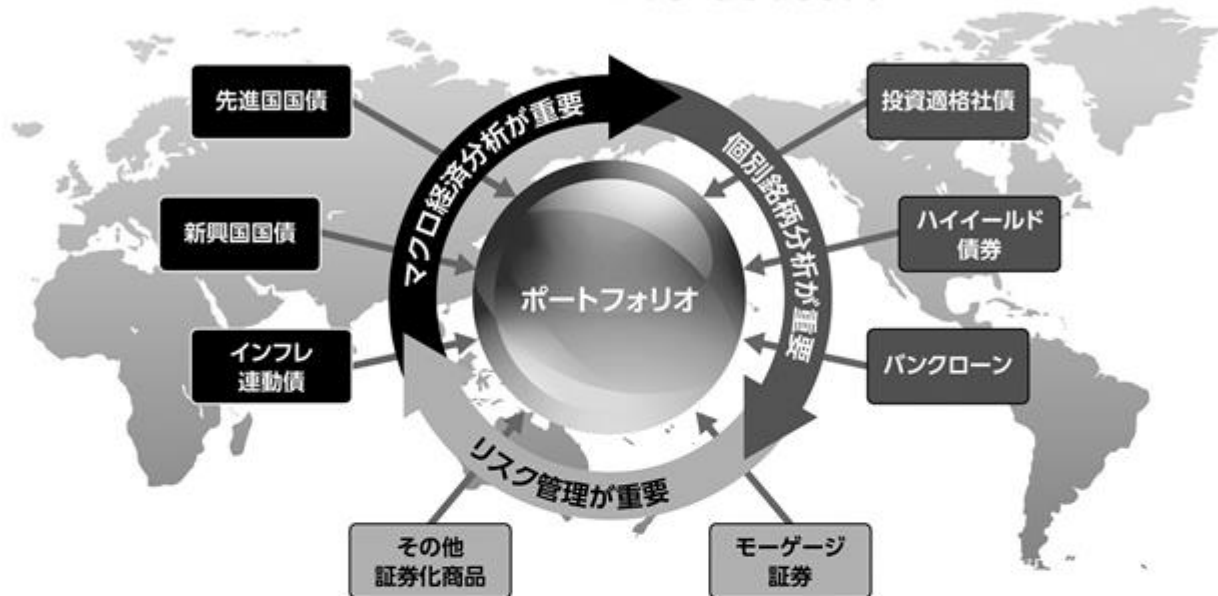 先進国国債
投資適格社債
マクロ経済分析が重要
個別銘柄分析が重要
新興国国債
ハイイールド
債券
ポートフォリオ
インフレ
連動債
バンクローン
リスク管理が重要
その他
証券化商品
モーゲージ
証券